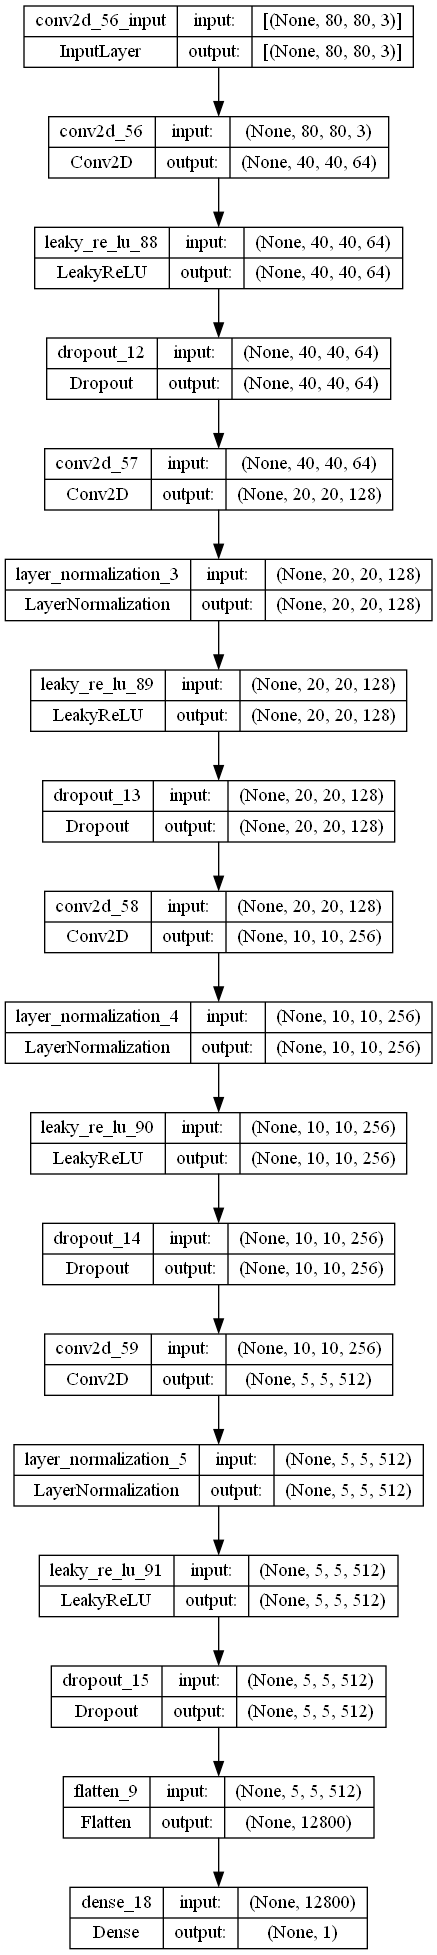 conv2d_56_input input: [(None, 80, 80, 3)]
InputLayer output: [(None, 80, 80, 3)]
conv2d_56 input: (None, 80, 80, 3)
Conv2D output: (None, 40, 40, 64)
leaky_re_lu_88 input: (None, 40, 40, 64)
LeakyReLU output: (None, 40, 40, 64)
dropout_12 input: (None, 40, 40, 64)
Dropout output: (None, 40, 40, 64)
conv2d_57 input: (None, 40, 40, 64)
Conv2D output: (None, 20, 20, 128)
layer_normalization_3 input: (None, 20, 20, 128)
LayerNormalization output: (None, 20, 20, 128)
leaky_re_lu_89 input: (None, 20, 20, 128)
LeakyReLU output: (None, 20, 20, 128)
dropout_13 input: (None, 20, 20, 128)
Dropout output: (None, 20, 20, 128)
conv2d_58 input: (None, 20, 20, 128)
Conv2D output: (None, 10, 10, 256)
layer_normalization_4 input: (None, 10, 10, 256)
LayerNormalization output: (None, 10, 10, 256)
leaky_re_lu_90 input: (None, 10, 10, 256)
LeakyReLU output: (None, 10, 10, 256)
dropout_14 input: (None, 10, 10, 256)
Dropout output: (None, 10, 10, 256)
conv2d_59 input: (None, 10, 10, 256)
Conv2D output: (None, 5, 5, 512)
layer_normalization_5 input: (None, 5, 5, 512)
LayerNormalization output: (None, 5, 5, 512)
leaky_re_lu_91 input: (None, 5, 5, 512)
LeakyReLU output: (None, 5, 5, 512)
dropout_15 input: (None, 5, 5, 512)
Dropout output: (None, 5, 5, 512)
flatten_9 input: (None, 5, 5, 512)
Flatten output: (None, 12800)
dense_18 input: (None, 12800)
Dense output: (None, 1)